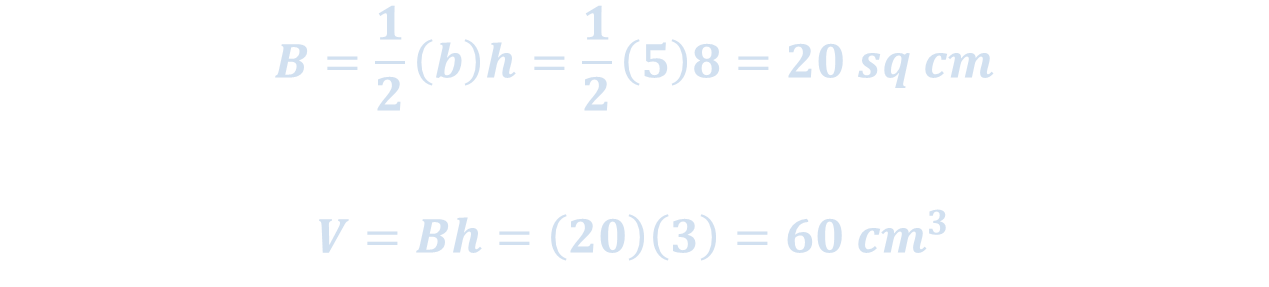 B = 1/2 (b)h = 1/2 (5)8 = 20 sq cm
V = Bh = (20)(3) = 60 cm³